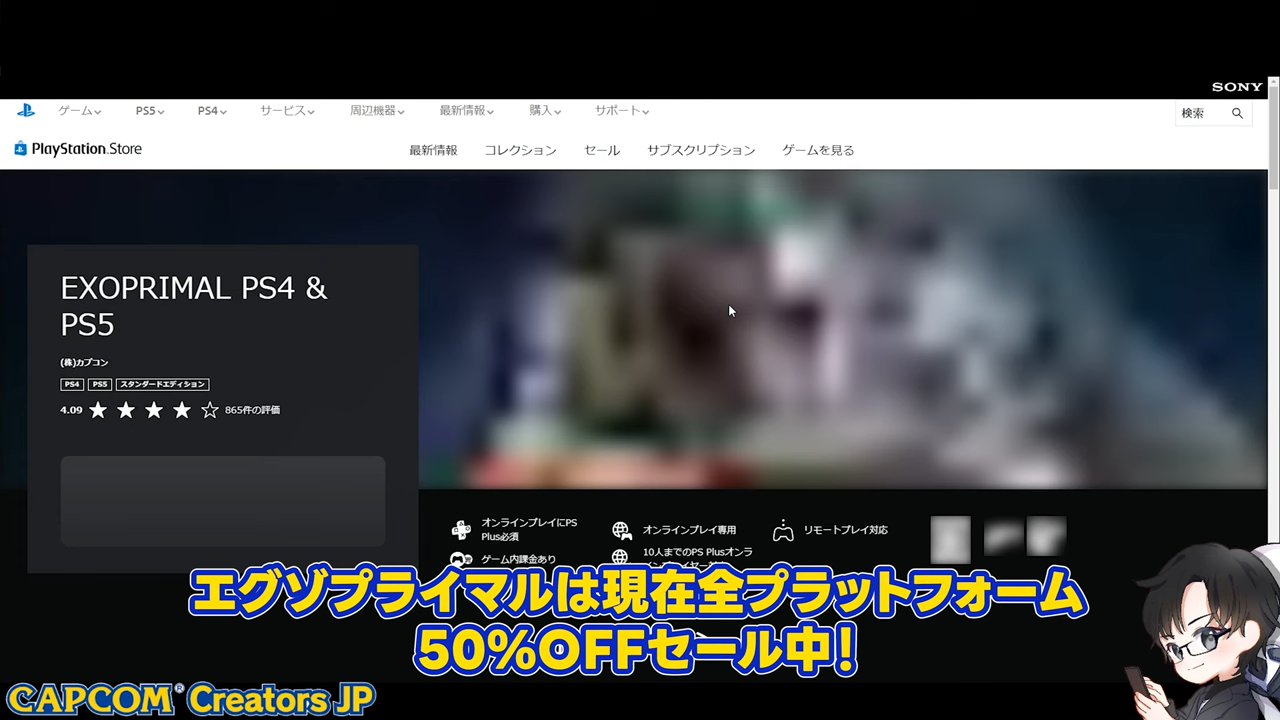 SONY
ゲーム PS5 PS4 サービス 周辺機器 最新情報 購入 サポート 検索
PlayStation.Store 最新情報 コレクション セール サブスクリプション ゲームを見る
EXOPRIMAL PS4 &
PS5
(株)カプコン
PS4 PS5 スタンダードエディション
4.09 865件の評価
オンラインプレイにPS
Plus必須
オンラインプレイ専用
リモートプレイ対応
ゲーム内課金あり
10人までのPS Plusオンラ
エグゾプライマルは現在全プラットフォーム
50%OFFセール中!
CAPCOM® Creators JP